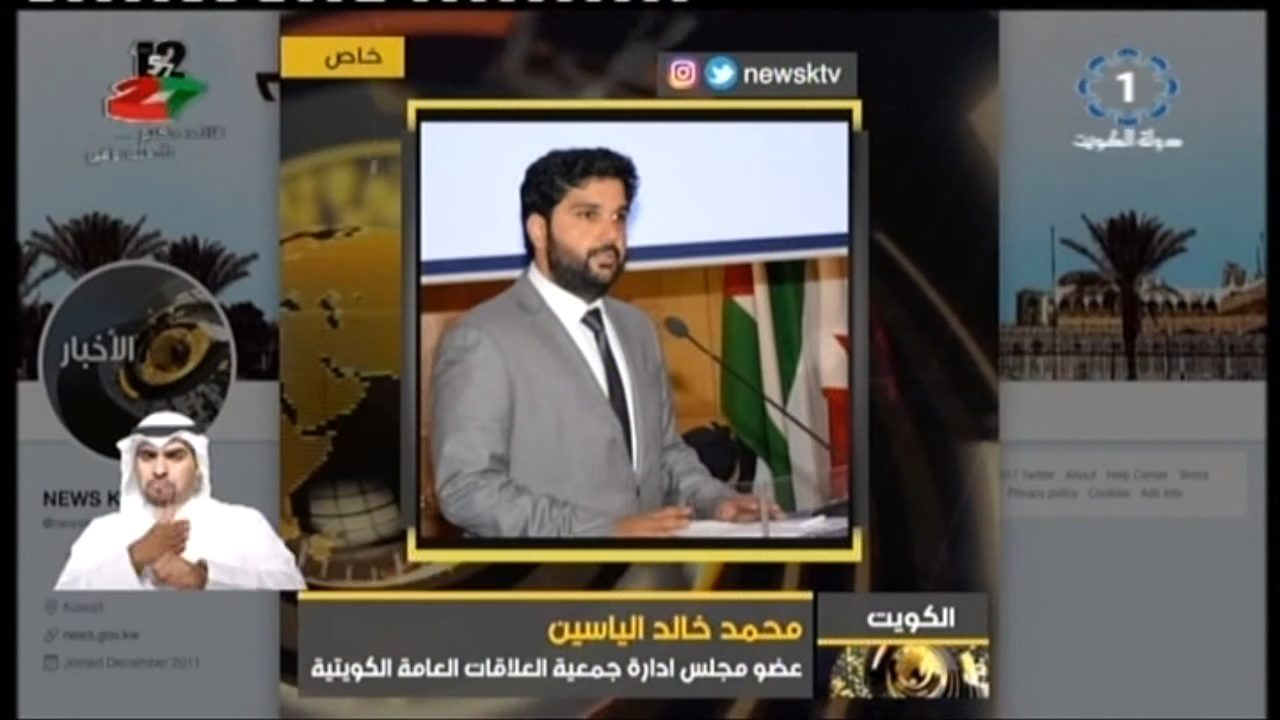 خاص
newsktv
1
دولة الكويت
الأخبار
NEWS K
Kuwait
news.gov.kw
Joined December 2011
Twitter About Help Center Terms
Privacy policy Cookies Ads info
الكويت
محمد خالد الياسين
عضو مجلس ادارة جمعية العلاقات العامة الكويتية